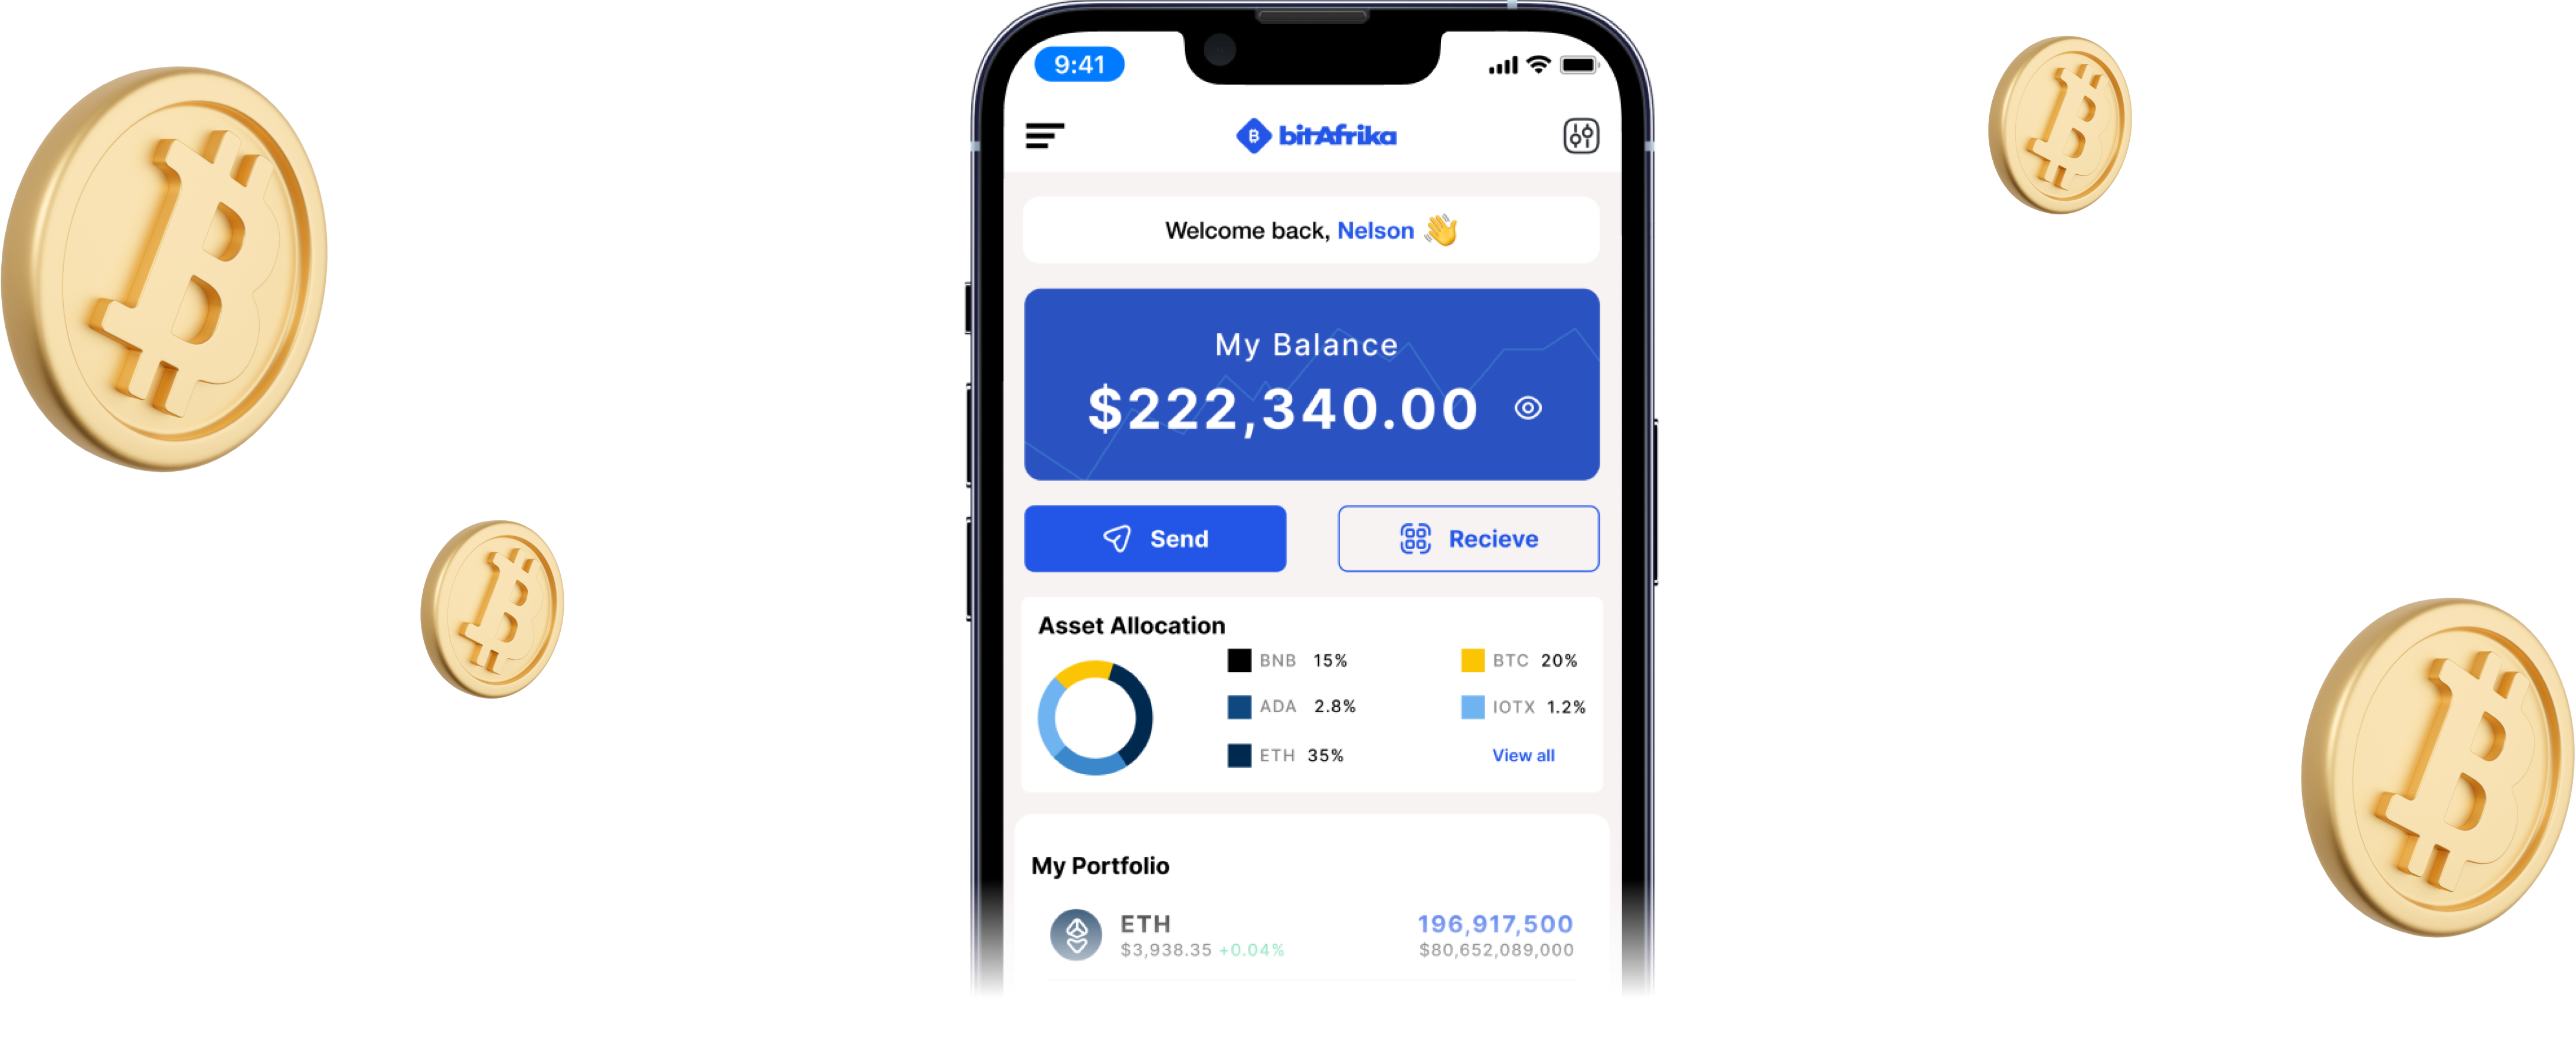 9:41
bitAfrika
Welcome back, Nelson 👋
My Balance
$222,340.00
Send
Recieve
Asset Allocation
BNB 15%
BTC 20%
ADA 2.8%
IOTX 1.2%
ETH 35%
View all
My Portfolio
ETH
196,917,500
$3,938.35 +0.04%
$80,652,089,000